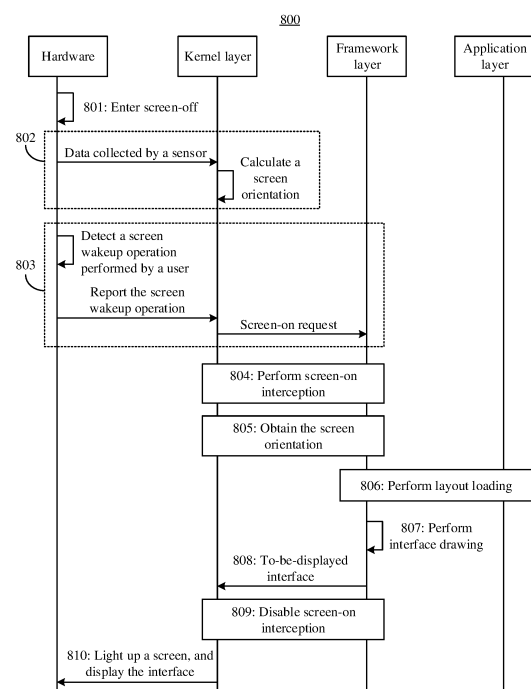 800
Hardware
Kernel layer
Framework
layer
Application
layer
801: Enter screen-off
802
Data collected by a sensor
Calculate a
screen
orientation
803
Detect a screen
wakeup operation
performed by a user
Report the screen
wakeup operation
Screen-on request
804: Perform screen-on
interception
805: Obtain the screen
orientation
806: Perform layout loading
807: Perform
interface drawing
808: To-be-displayed
interface
809: Disable screen-on
interception
810: Light up a screen, and
display the interface